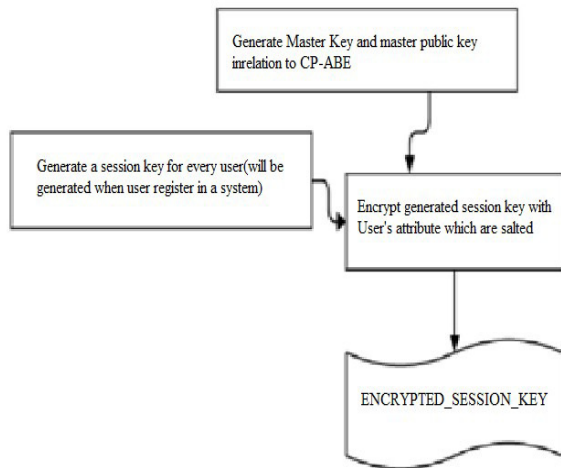 Generate Master Key and master public key
inrelation to CP-ABE
Generate a session key for every user(will be
generated when user register in a system)
Encrypt generated session key with
User's attribute which are salted
ENCRYPTED_SESSION_KEY